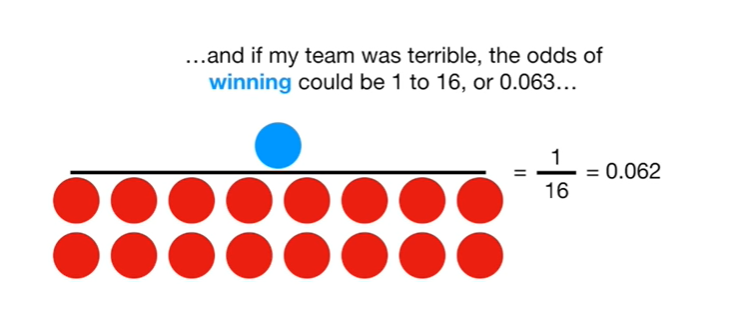 ...and if my team was terrible, the odds of
winning could be 1 to 16, or 0.063...
= 1/16 = 0.062